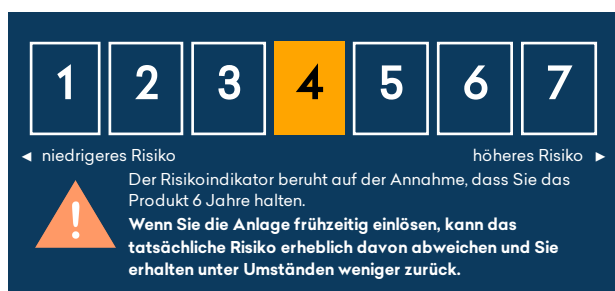 1 2 3 4 5 6 7
◄ niedrigeres Risiko höheres Risiko ►
Der Risikoindikator beruht auf der Annahme, dass Sie das
Produkt 6 Jahre halten.
Wenn Sie die Anlage frühzeitig einlösen, kann das
tatsächliche Risiko erheblich davon abweichen und Sie
erhalten unter Umständen weniger zurück.
!